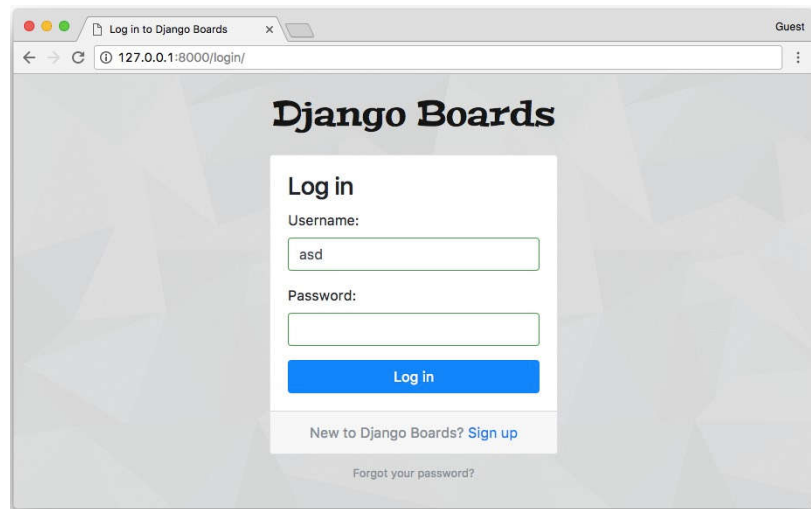 Log in to Django Boards
Guest
127.0.0.1:8000/login/
Django Boards
Log in
Username:
asd
Password:
Log in
New to Django Boards? Sign up
Forgot your password?